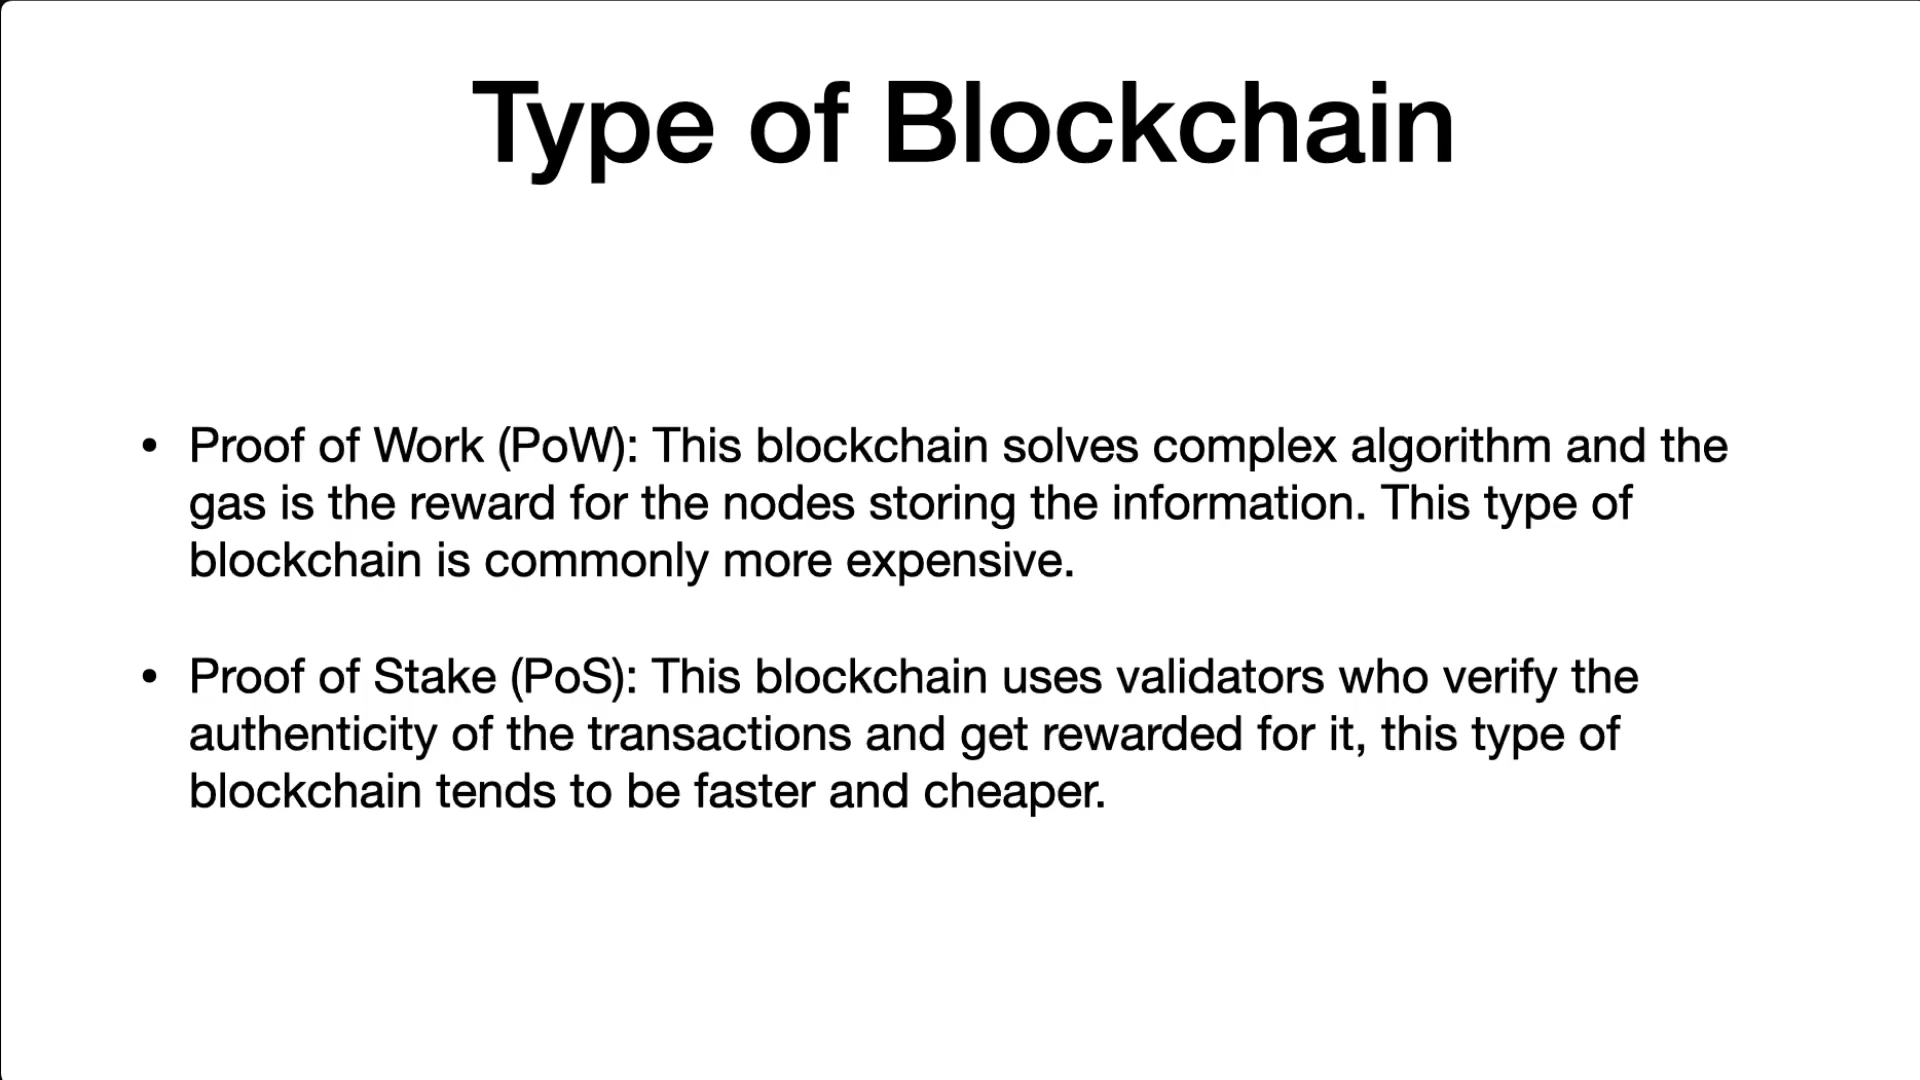 Type of Blockchain
• Proof of Work (PoW): This blockchain solves complex algorithm and the
gas is the reward for the nodes storing the information. This type of
blockchain is commonly more expensive.
• Proof of Stake (PoS): This blockchain uses validators who verify the
authenticity of the transactions and get rewarded for it, this type of
blockchain tends to be faster and cheaper.